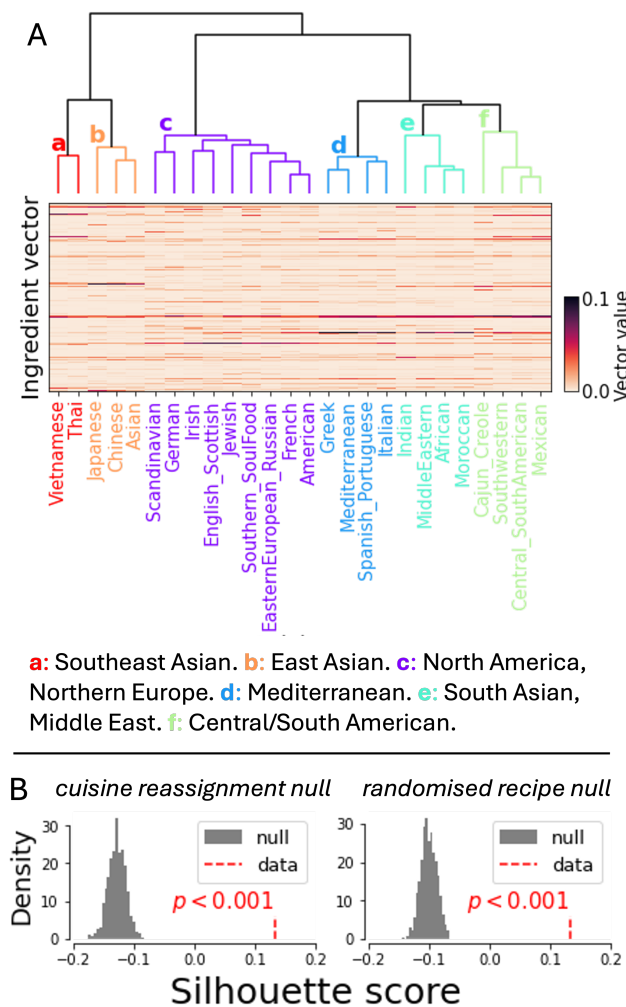 A
a
b
c
d
e
f
Ingredient vector
0.1
0.0
Vector value
Vietnamese
Thai
Japanese
Chinese
Asian
Scandinavian
German
Irish
English_Scottish
Jewish
Southern_SoulFood
EasternEuropean_Russian
French
American
Greek
Mediterranean
Spanish_Portuguese
Italian
Indian
MiddleEastern
African
Moroccan
Cajun_Creole
Southwestern
Central_SouthAmerican
Mexican
a: Southeast Asian. b: East Asian. c: North America,
Northern Europe. d: Mediterranean. e: South Asian,
Middle East. f: Central/South American.
B
cuisine reassignment null
randomised recipe null
Density
30
20
10
0
null
data
p < 0.001
−0.2 −0.1 0.0 0.1 0.2
30
20
10
0
null
data
p < 0.001
−0.2 −0.1 0.0 0.1 0.2
Silhouette score